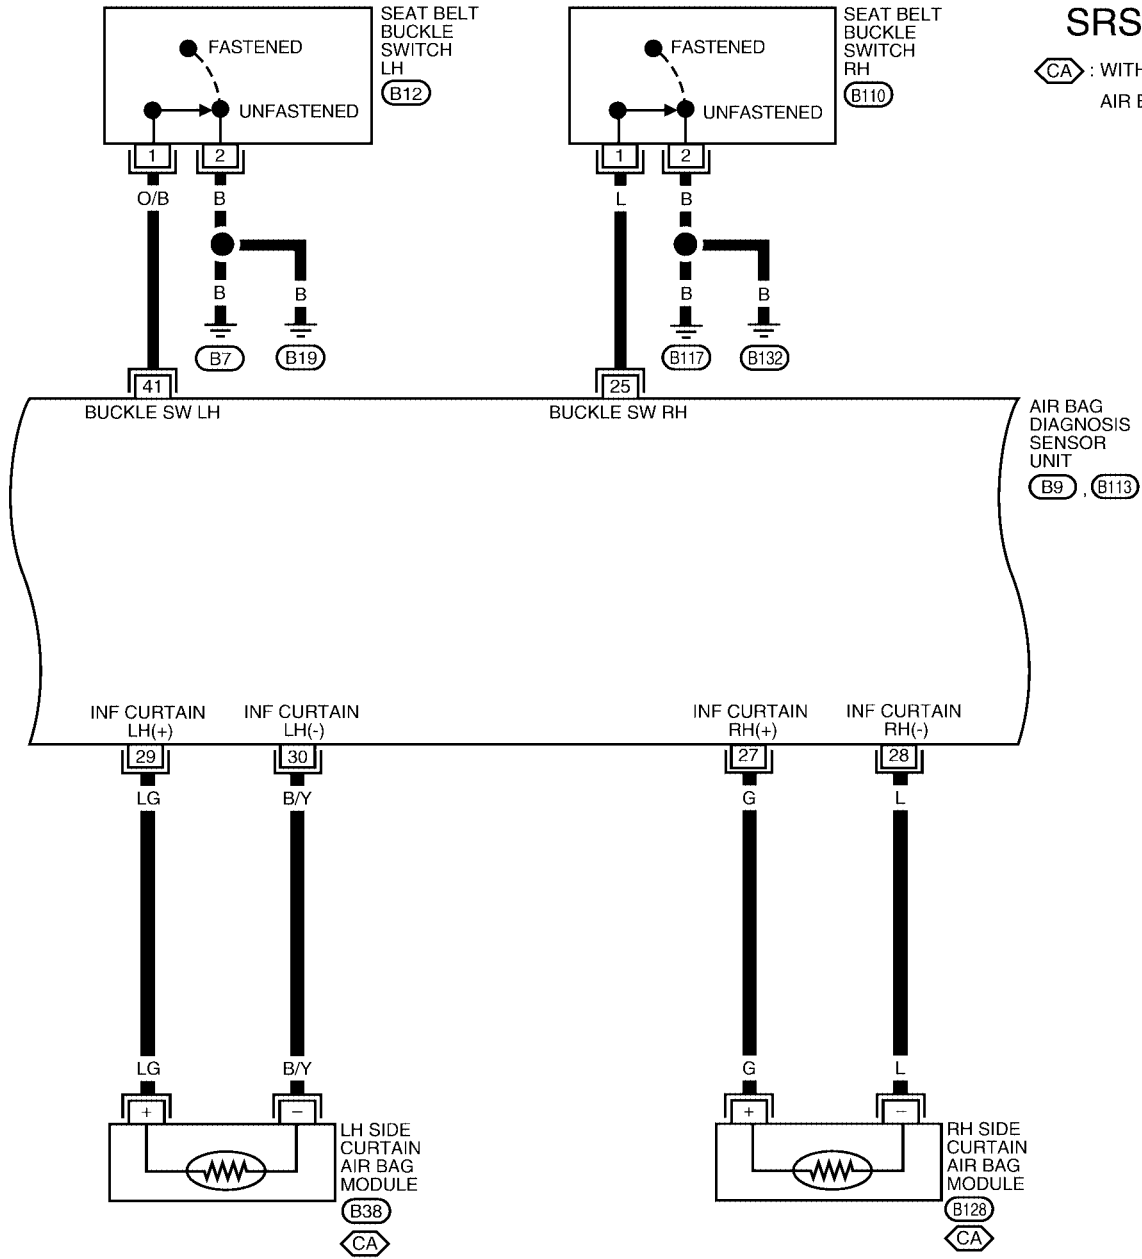 SEAT BELT
BUCKLE
SWITCH
LH
B12
FASTENED
UNFASTENED
1 2
O/B B
B B
B7 B19
41
BUCKLE SW LH
SEAT BELT
BUCKLE
SWITCH
RH
B110
FASTENED
UNFASTENED
1 2
L B
B B
B117 B132
25
BUCKLE SW RH
SRS
CA : WITH
AIR
AIR BAG
DIAGNOSIS
SENSOR
UNIT
B9 , B113
INF CURTAIN
LH(+)
INF CURTAIN
LH(-)
INF CURTAIN
RH(+)
INF CURTAIN
RH(-)
29 30 27 28
LG B/Y G L
LG B/Y G L
+ − + −
LH SIDE
CURTAIN
AIR BAG
MODULE
B38
CA
RH SIDE
CURTAIN
AIR BAG
MODULE
B128
CA